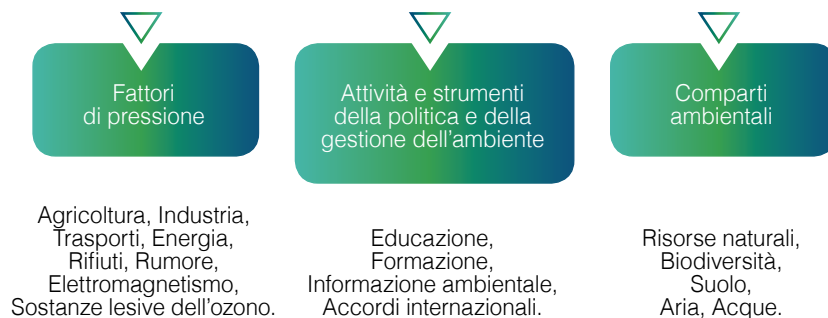 Fattori
di pressione
Attività e strumenti
della politica e della
gestione dell'ambiente
Comparti
ambientali
Agricoltura, Industria,
Trasporti, Energia,
Rifiuti, Rumore,
Elettromagnetismo,
Sostanze lesive dell'ozono.
Educazione,
Formazione,
Informazione ambientale,
Accordi internazionali.
Risorse naturali,
Biodiversità,
Suolo,
Aria, Acque.